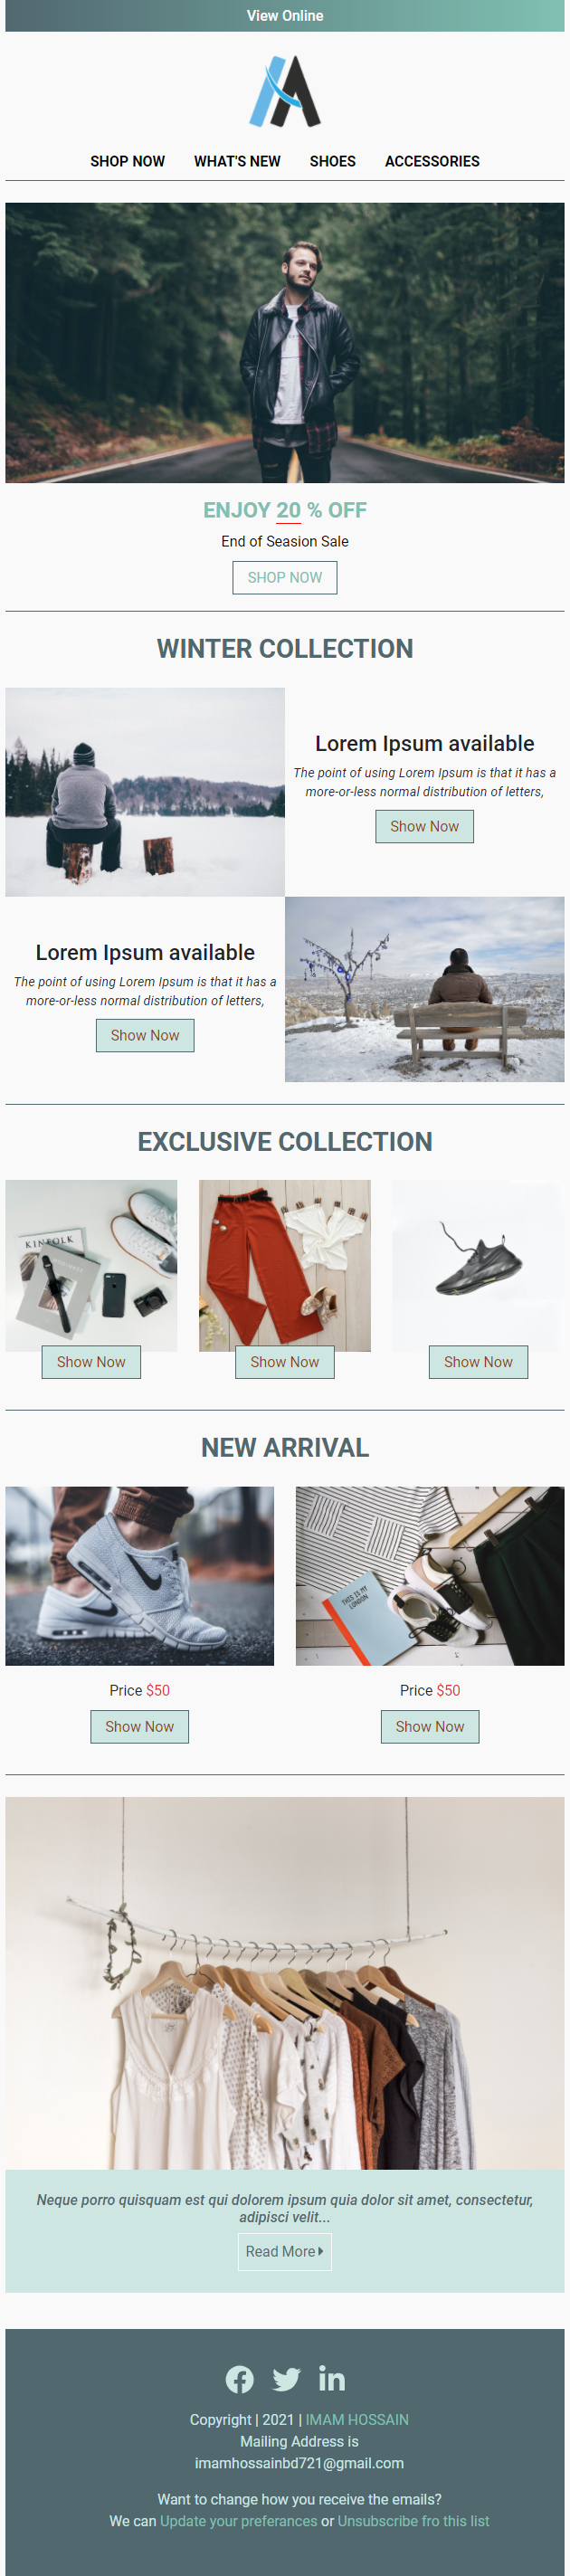 View Online
SHOP NOW WHAT'S NEW SHOES ACCESSORIES
ENJOY 20 % OFF
End of Seasion Sale
SHOP NOW
WINTER COLLECTION
Lorem Ipsum available
The point of using Lorem Ipsum is that it has a
more-or-less normal distribution of letters,
Show Now
Lorem Ipsum available
The point of using Lorem Ipsum is that it has a
more-or-less normal distribution of letters,
Show Now
EXCLUSIVE COLLECTION
KINFOLK
Show Now Show Now Show Now
NEW ARRIVAL
THIS IS MY
LONDON
Price $50
Show Now
Price $50
Show Now
Neque porro quisquam est qui dolorem ipsum quia dolor sit amet, consectetur,
adipisci velit...
Read More
Copyright | 2021 | IMAM HOSSAIN
Mailing Address is
imamhossainbd721@gmail.com
Want to change how you receive the emails?
We can Update your preferances or Unsubscribe fro this list